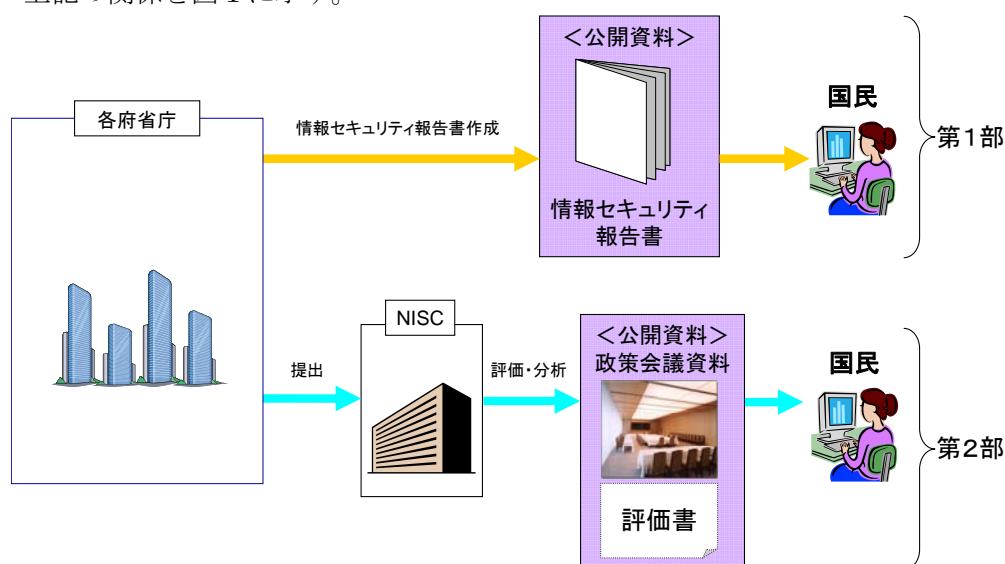 上記の関係を図1に示す。
<公開資料>
各府省庁
情報セキュリティ報告書作成
国民
第1部
情報セキュリティ
報告書
NISC
提出
評価・分析
<公開資料>
政策会議資料
評価書
国民
第2部